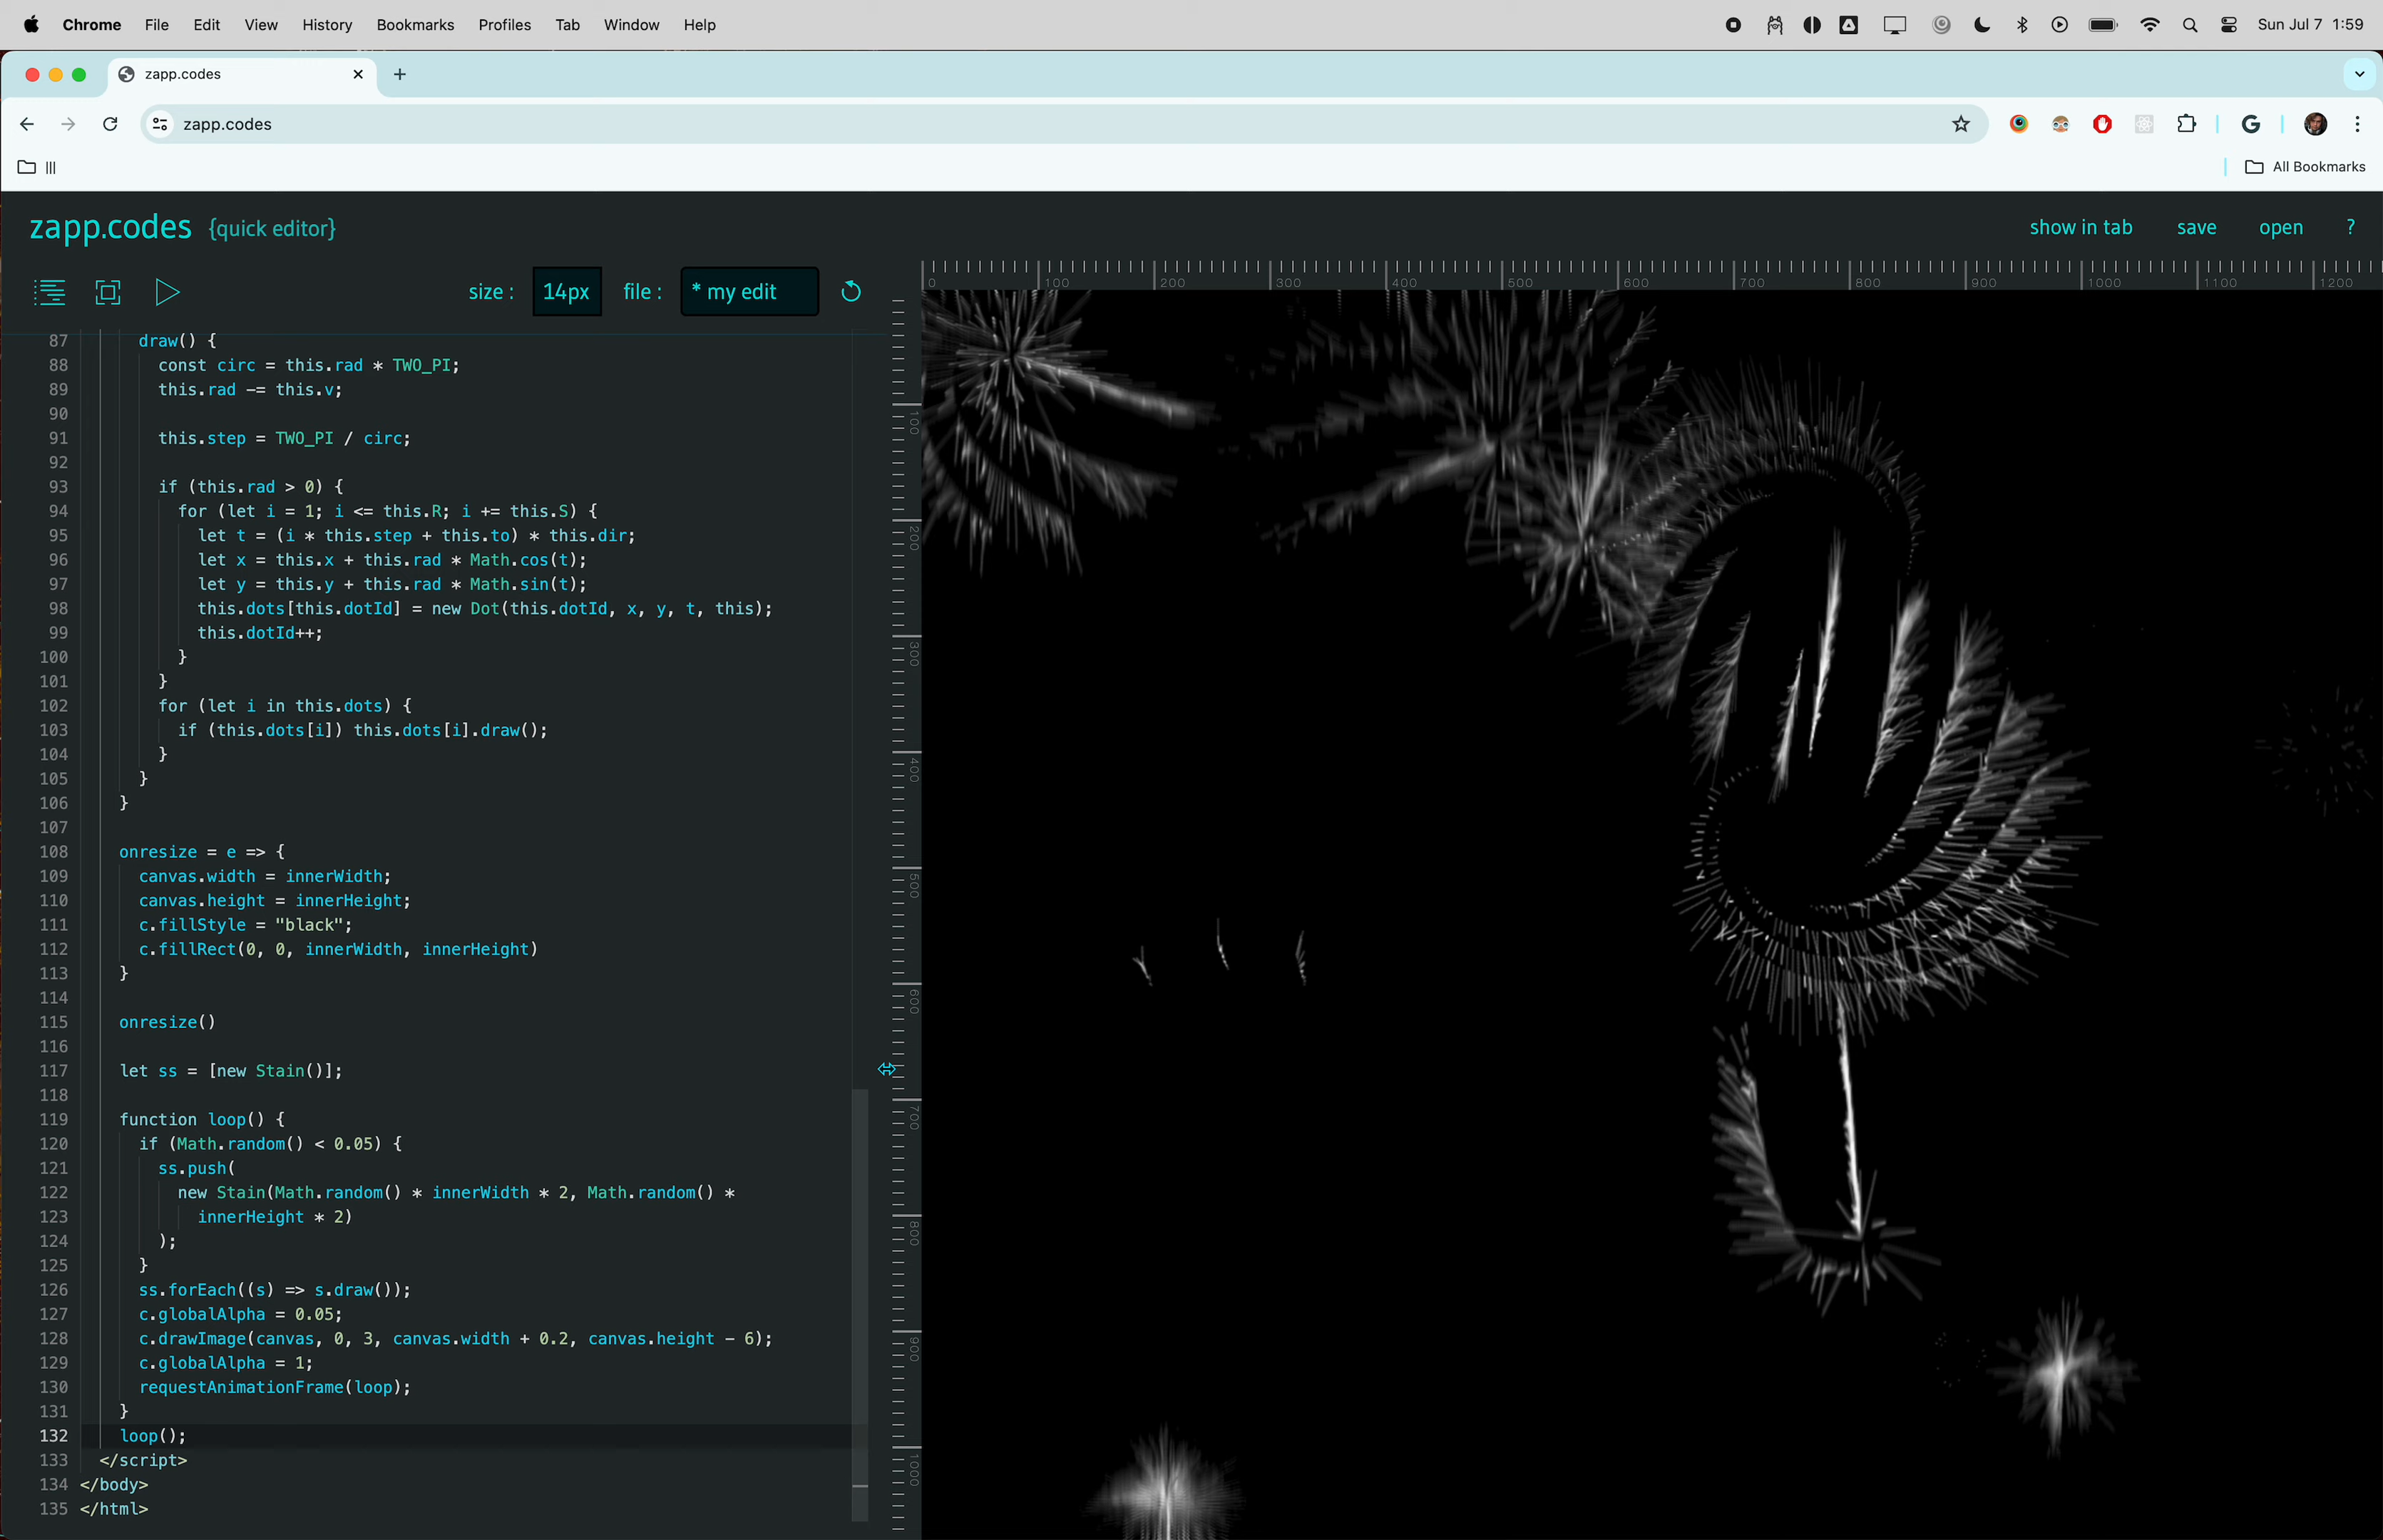 Chrome File Edit View History Bookmarks Profiles Tab Window Help Sun Jul 7 1:59
zapp.codes
zapp.codes
All Bookmarks
zapp.codes {quick editor} show in tab save open ?
size : 14px file : * my edit
0 100 200 300 400 500 600 700 800 900 1000 1100 1200
87 draw() {
88 const circ = this.rad * TWO_PI;
89 this.rad -= this.v;
90
91 this.step = TWO_PI / circ;
92
93 if (this.rad > 0) {
94 for (let i = 1; i <= this.R; i += this.S) {
95 let t = (i * this.step + this.to) * this.dir;
96 let x = this.x + this.rad * Math.cos(t);
97 let y = this.y + this.rad * Math.sin(t);
98 this.dots[this.dotId] = new Dot(this.dotId, x, y, t, this);
99 this.dotId++;
100 }
101 }
102 for (let i in this.dots) {
103 if (this.dots[i]) this.dots[i].draw();
104 }
105 }
106 }
107
108 onresize = e => {
109 canvas.width = innerWidth;
110 canvas.height = innerHeight;
111 c.fillStyle = "black";
112 c.fillRect(0, 0, innerWidth, innerHeight)
113 }
114
115 onresize()
116
117 let ss = [new Stain()];
118
119 function loop() {
120 if (Math.random() < 0.05) {
121 ss.push(
122 new Stain(Math.random() * innerWidth * 2, Math.random() *
123 innerHeight * 2)
124 );
125 }
126 ss.forEach((s) => s.draw());
127 c.globalAlpha = 0.05;
128 c.drawImage(canvas, 0, 3, canvas.width + 0.2, canvas.height - 6);
129 c.globalAlpha = 1;
130 requestAnimationFrame(loop);
131 }
132 loop();
133 </script>
134 </body>
135 </html>
100
200
300
400
500
600
700
800
900
1000